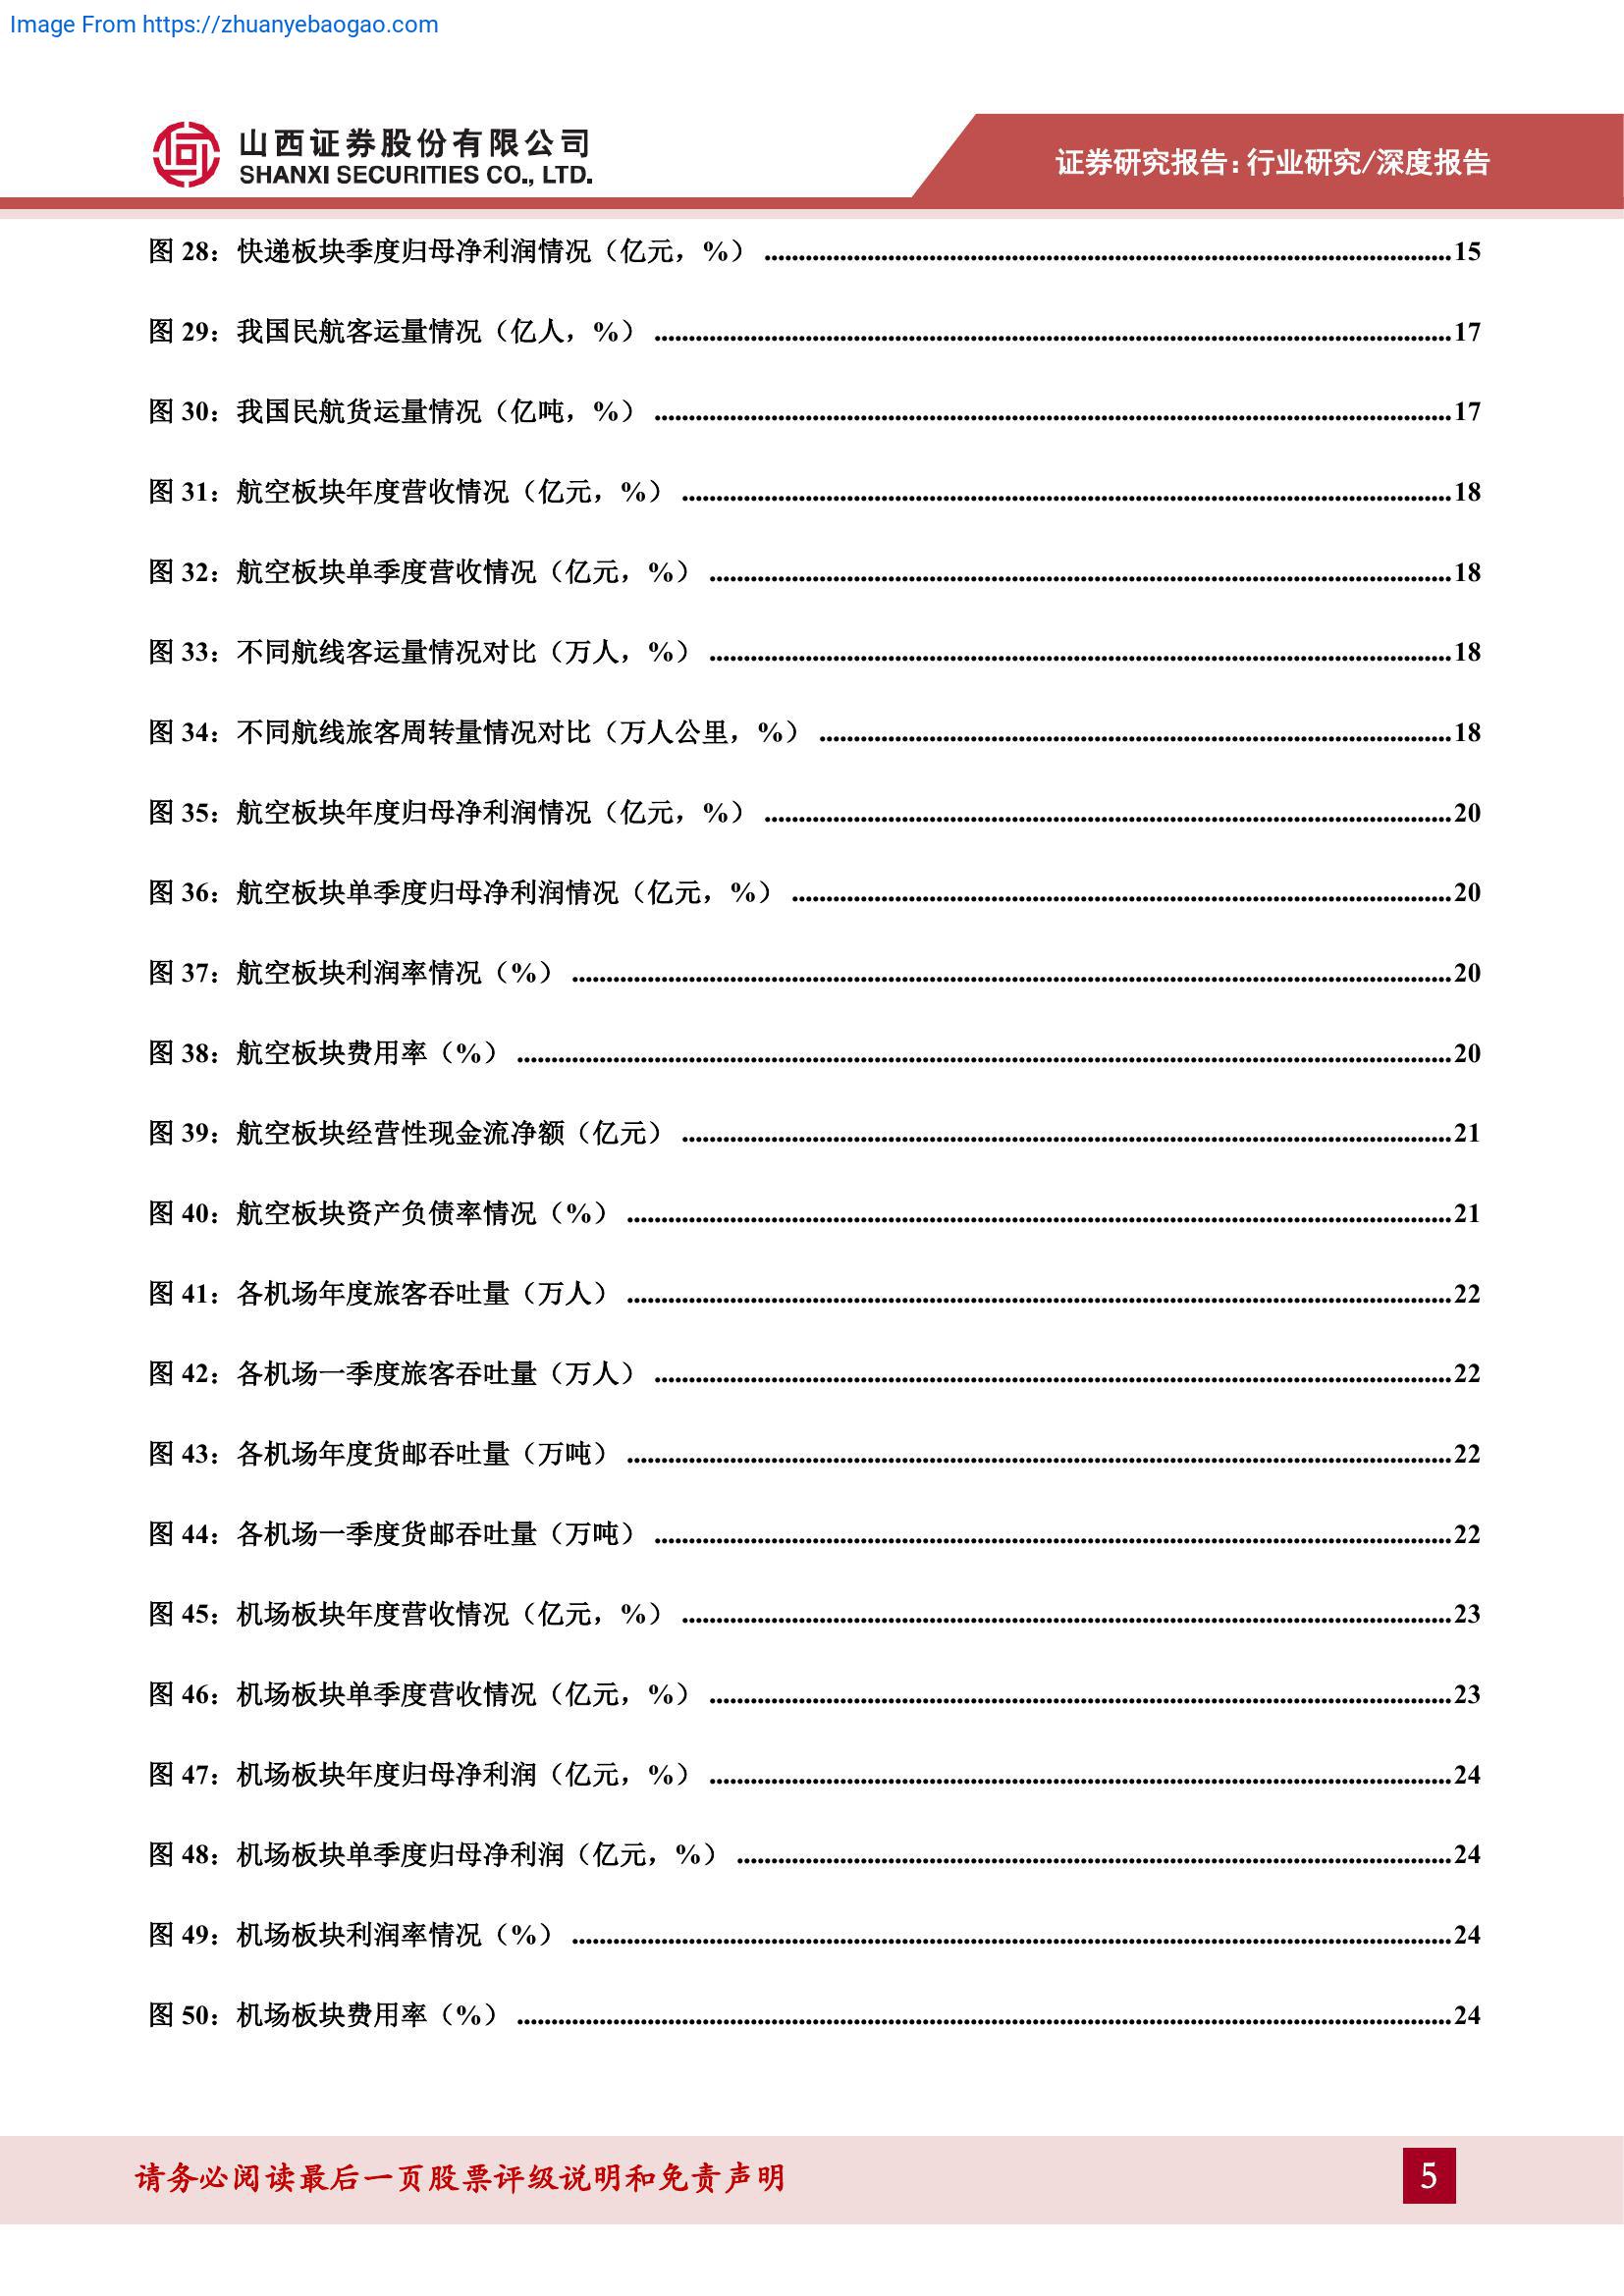 Image From https://zhuanyebaogao.com
山西证券股份有限公司
SHANXI SECURITIES CO., LTD.
证券研究报告：行业研究/深度报告
图 28：快递板块季度归母净利润情况（亿元，%） ........................................ 15
图 29：我国民航客运量情况（亿人，%） ........................................ 17
图 30：我国民航货运量情况（亿吨，%） ........................................ 17
图 31：航空板块年度营收情况（亿元，%） ........................................ 18
图 32：航空板块单季度营收情况（亿元，%） ........................................ 18
图 33：不同航线客运量情况对比（万人，%） ........................................ 18
图 34：不同航线旅客周转量情况对比（万人公里，%） ........................................ 18
图 35：航空板块年度归母净利润情况（亿元，%） ........................................ 20
图 36：航空板块单季度归母净利润情况（亿元，%） ........................................ 20
图 37：航空板块利润率情况（%） ........................................ 20
图 38：航空板块费用率（%） ........................................ 20
图 39：航空板块经营性现金流净额（亿元） ........................................ 21
图 40：航空板块资产负债率情况（%） ........................................ 21
图 41：各机场年度旅客吞吐量（万人） ........................................ 22
图 42：各机场一季度旅客吞吐量（万人） ........................................ 22
图 43：各机场年度货邮吞吐量（万吨） ........................................ 22
图 44：各机场一季度货邮吞吐量（万吨） ........................................ 22
图 45：机场板块年度营收情况（亿元，%） ........................................ 23
图 46：机场板块单季度营收情况（亿元，%） ........................................ 23
图 47：机场板块年度归母净利润（亿元，%） ........................................ 24
图 48：机场板块单季度归母净利润（亿元，%） ........................................ 24
图 49：机场板块利润率情况（%） ........................................ 24
图 50：机场板块费用率（%） ........................................ 24
请务必阅读最后一页股票评级说明和免责声明
5